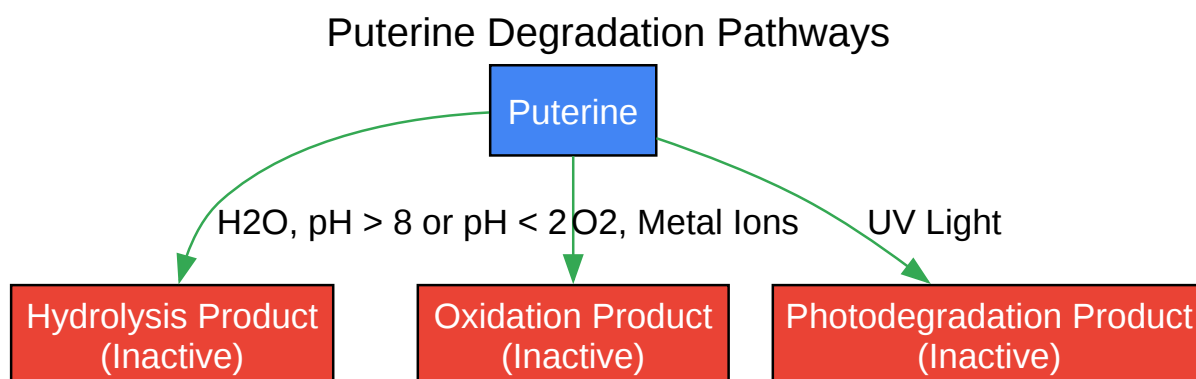 Puterine Degradation Pathways
Puterine
H2O, pH > 8 or pH < 2
O2, Metal Ions
UV Light
Hydrolysis Product
(Inactive)
Oxidation Product
(Inactive)
Photodegradation Product
(Inactive)